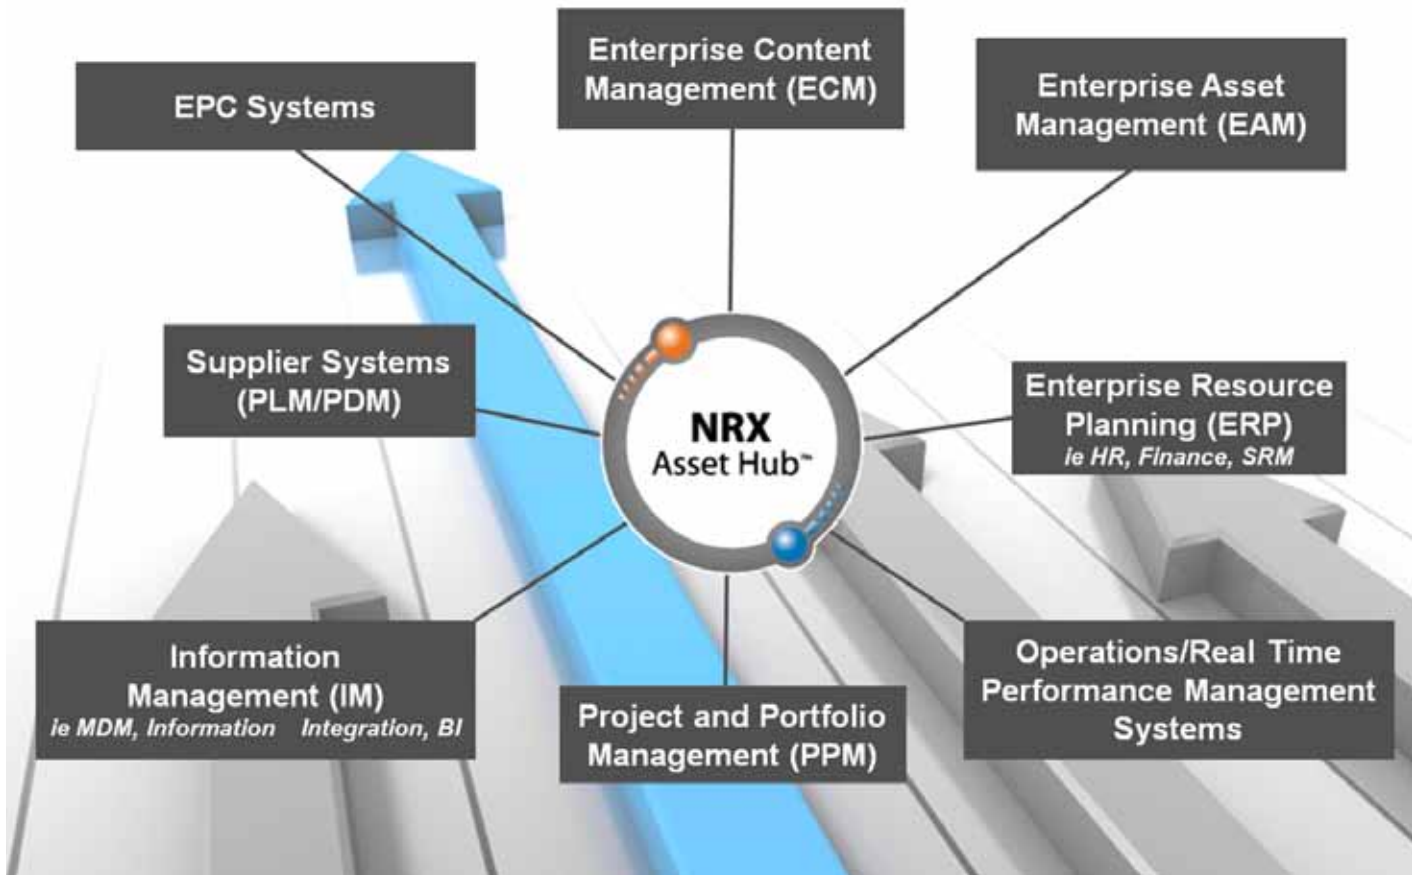 Enterprise Content
Management (ECM)
EPC Systems
Enterprise Asset
Management (EAM)
Supplier Systems
(PLM/PDM)
Enterprise Resource
Planning (ERP)
ie HR, Finance, SRM
NRX
Asset Hub™
Information
Management (IM)
ie MDM, Information Integration, BI
Project and Portfolio
Management (PPM)
Operations/Real Time
Performance Management
Systems